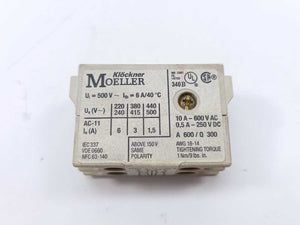 Klöckner
MOELLER
Ui = 500 V~ Ith = 6 A/40 °C
Ue (V~) 220 380 440
240 415 500
AC-11
Ie (A) 6 3 1,5
IEC 337
VDE 0660
NFC 63-140
ABOVE 150 V
SAME
POLARITY
346B
UL
10 A – 600 V AC
0.5 A – 250 V DC
A 600 / Q 300
AWG 18-14
TIGHTENING TORQUE
1 Nm/9 lbs. in.